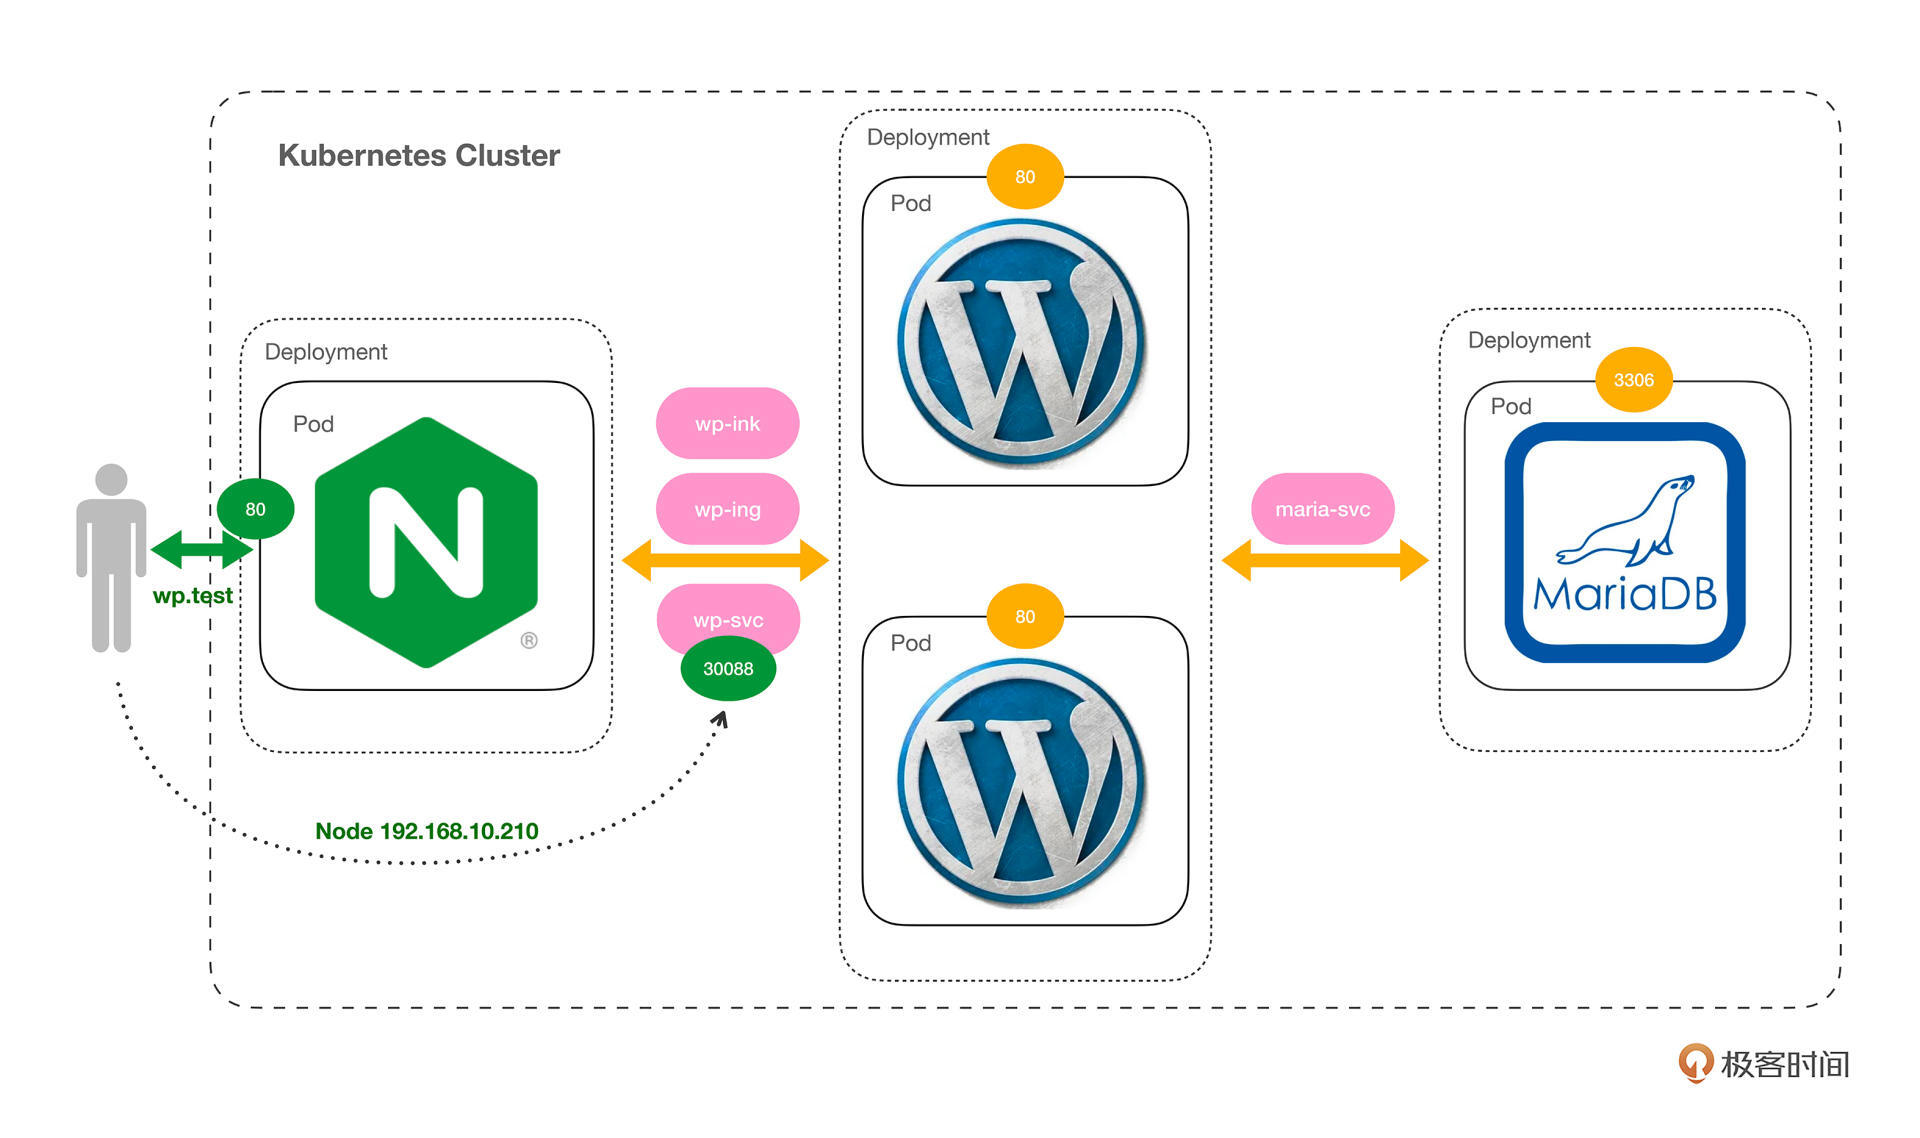 Kubernetes Cluster
Deployment
Pod
80
wp.test
®
Node 192.168.10.210
wp-ink
wp-ing
wp-svc
30088
Deployment
80
Pod
80
Pod
maria-svc
Deployment
3306
Pod
MariaDB
极客时间